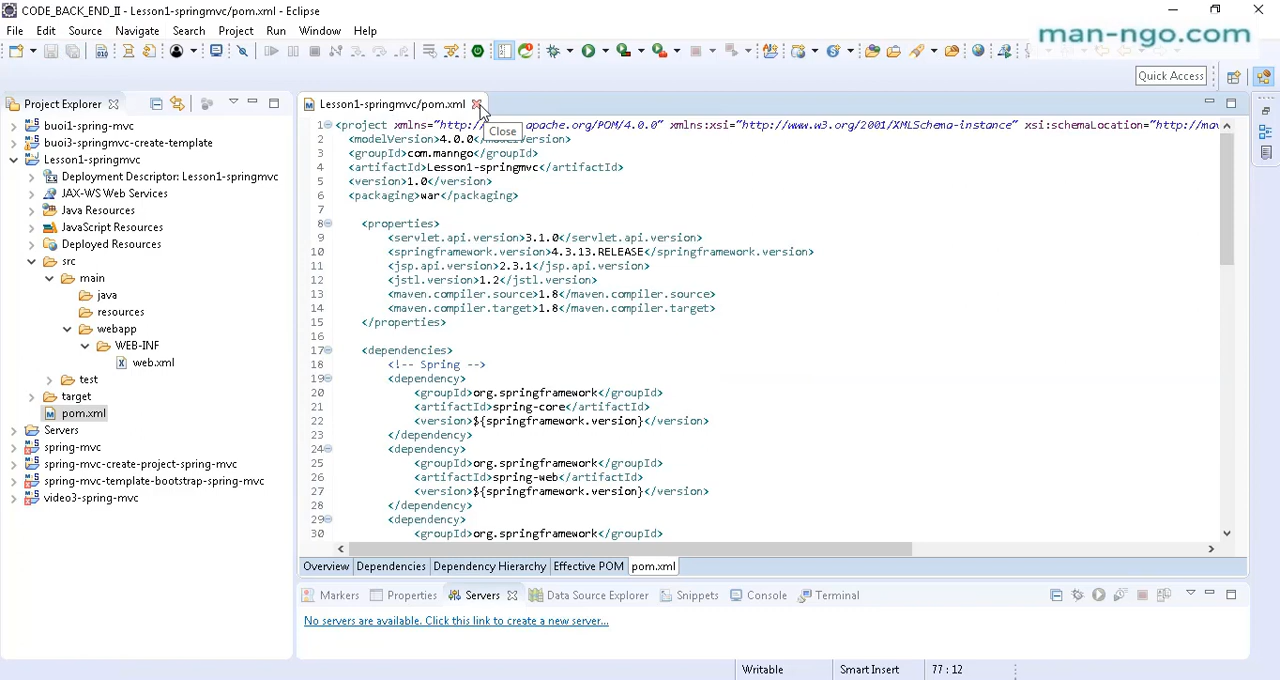 CODE_BACK_END_II - Lesson1-springmvc/pom.xml - Eclipse
File Edit Source Navigate Search Project Run Window Help
man-ngo.com
Quick Access
Project Explorer
buoi1-spring-mvc
buoi3-springmvc-create-template
Lesson1-springmvc
Deployment Descriptor: Lesson1-springmvc
JAX-WS Web Services
Java Resources
JavaScript Resources
Deployed Resources
src
main
java
resources
webapp
WEB-INF
web.xml
test
target
pom.xml
Servers
spring-mvc
spring-mvc-create-project-spring-mvc
spring-mvc-template-bootstrap-spring-mvc
video3-spring-mvc
Lesson1-springmvc/pom.xml
Close
1 <project xmlns="http:// apache.org/POM/4.0.0" xmlns:xsi="http://www.w3.org/2001/XMLSchema-instance" xsi:schemaLocation="http://mav
2 <modelVersion>4.0.0</modelVersion>
3 <groupId>com.manngo</groupId>
4 <artifactId>Lesson1-springmvc</artifactId>
5 <version>1.0</version>
6 <packaging>war</packaging>
7
8 <properties>
9 <servlet.api.version>3.1.0</servlet.api.version>
10 <springframework.version>4.3.13.RELEASE</springframework.version>
11 <jsp.api.version>2.3.1</jsp.api.version>
12 <jstl.version>1.2</jstl.version>
13 <maven.compiler.source>1.8</maven.compiler.source>
14 <maven.compiler.target>1.8</maven.compiler.target>
15 </properties>
16
17 <dependencies>
18 <!-- Spring -->
19 <dependency>
20 <groupId>org.springframework</groupId>
21 <artifactId>spring-core</artifactId>
22 <version>${springframework.version}</version>
23 </dependency>
24 <dependency>
25 <groupId>org.springframework</groupId>
26 <artifactId>spring-web</artifactId>
27 <version>${springframework.version}</version>
28 </dependency>
29 <dependency>
30 <groupId>org.springframework</groupId>
Overview Dependencies Dependency Hierarchy Effective POM pom.xml
Markers Properties Servers Data Source Explorer Snippets Console Terminal
No servers are available. Click this link to create a new server...
Writable Smart Insert 77 : 12